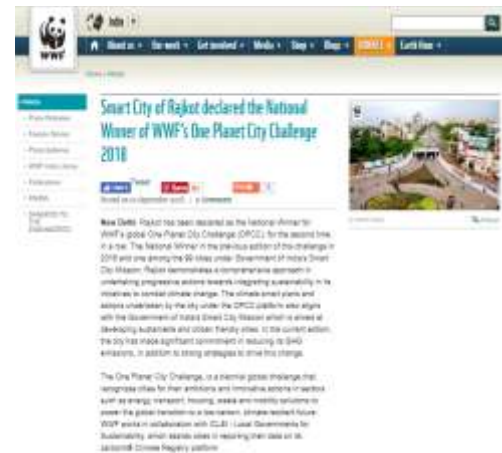 WWF
India
About us
Our work
Get involved
Media
Shop
Blogs
DONATE
Earth Hour
Smart City of Rajkot declared the National
Winner of WWF's One Planet City Challenge
2018
Tweet
New Delhi: Rajkot has been declared as the National Winner for
WWF's global One Planet City Challenge (OPCC), for the second time
in a row. The National Winner in the previous edition of the challenge in
2016 and one among the 99 cities under Government of India's Smart
City Mission, Rajkot demonstrates a comprehensive approach in
undertaking progressive actions towards integrating sustainability in its
initiatives to combat climate change. The climate smart plans and
actions undertaken by the city under the OPCC platform also aligns
with the Government of India's Smart City Mission which is aimed at
developing sustainable and citizen friendly cities. In the current edition,
the city has made significant commitment in reducing its GHG
emissions, in addition to strong strategies to drive this change.
The One Planet City Challenge, is a biennial global challenge that
recognizes cities for their ambitious and innovative actions in sectors
such as energy, transport, housing, waste and mobility solutions to
power the global transition to a low-carbon, climate resilient future.
WWF works in collaboration with ICLEI - Local Governments for
Sustainability, which assists cities in reporting their data on its
carbonn® Climate Registry platform